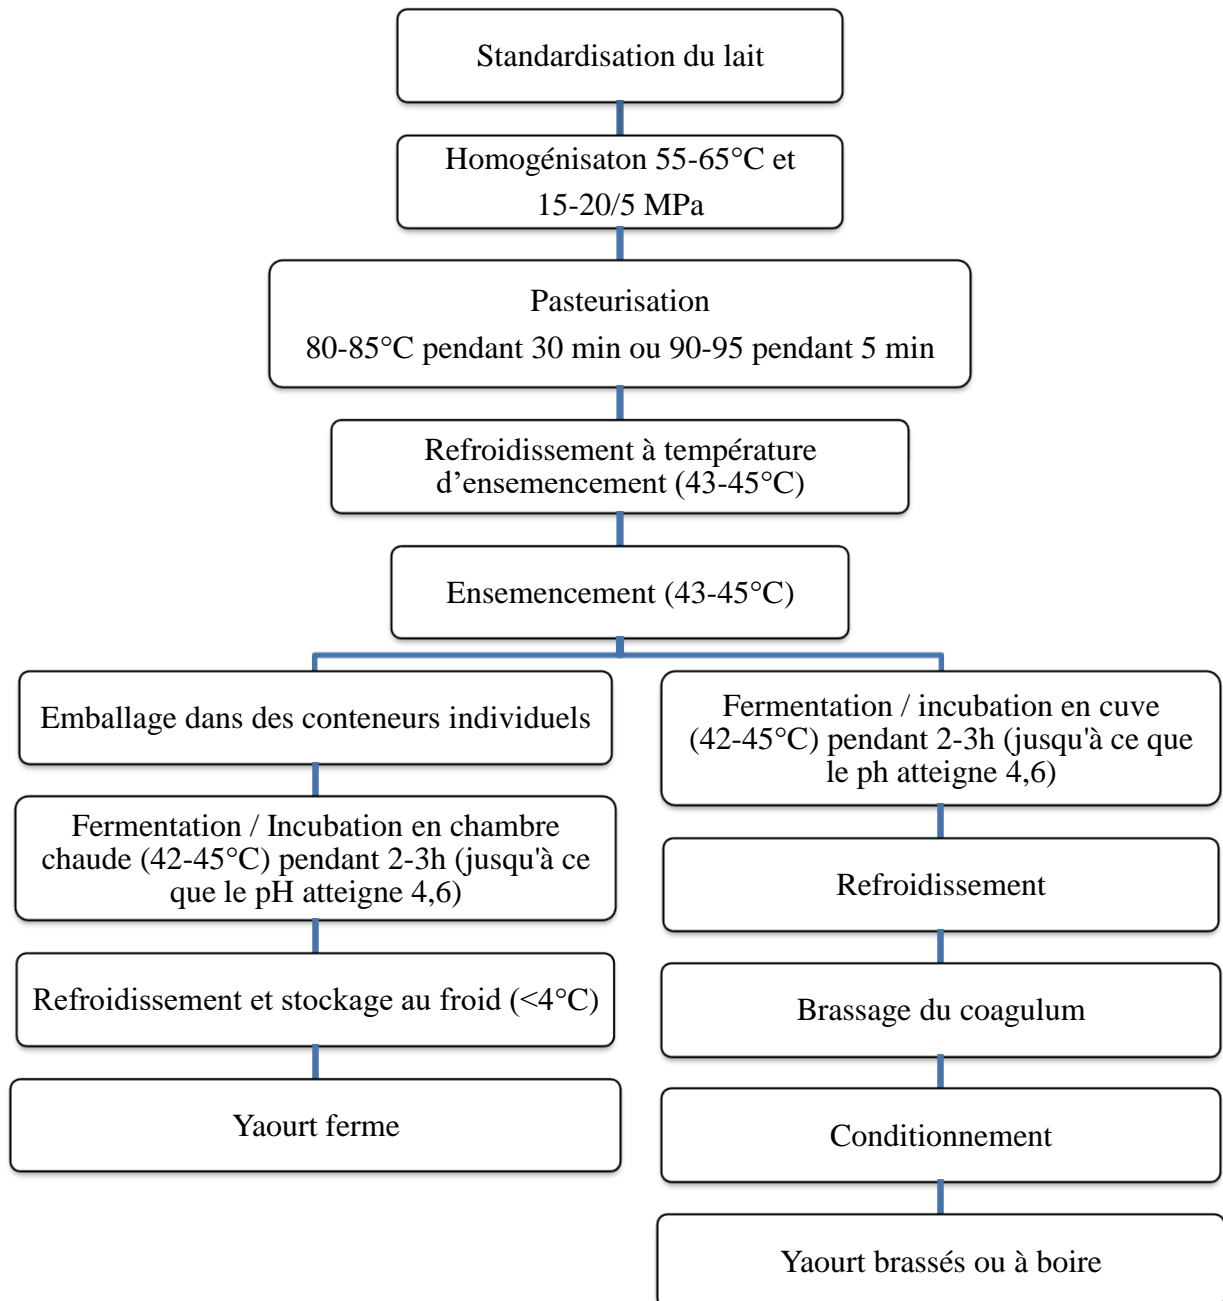 Standardisation du lait
Homogénisaton 55-65°C et
15-20/5 MPa
Pasteurisation
80-85°C pendant 30 min ou 90-95 pendant 5 min
Refroidissement à température
d’ensemencement (43-45°C)
Ensemencement (43-45°C)
Emballage dans des conteneurs individuels
Fermentation / Incubation en chambre
chaude (42-45°C) pendant 2-3h (jusqu'à ce
que le pH atteigne 4,6)
Refroidissement et stockage au froid (<4°C)
Yaourt ferme
Fermentation / incubation en cuve
(42-45°C) pendant 2-3h (jusqu'à ce que
le ph atteigne 4,6)
Refroidissement
Brassage du coagulum
Conditionnement
Yaourt brassés ou à boire